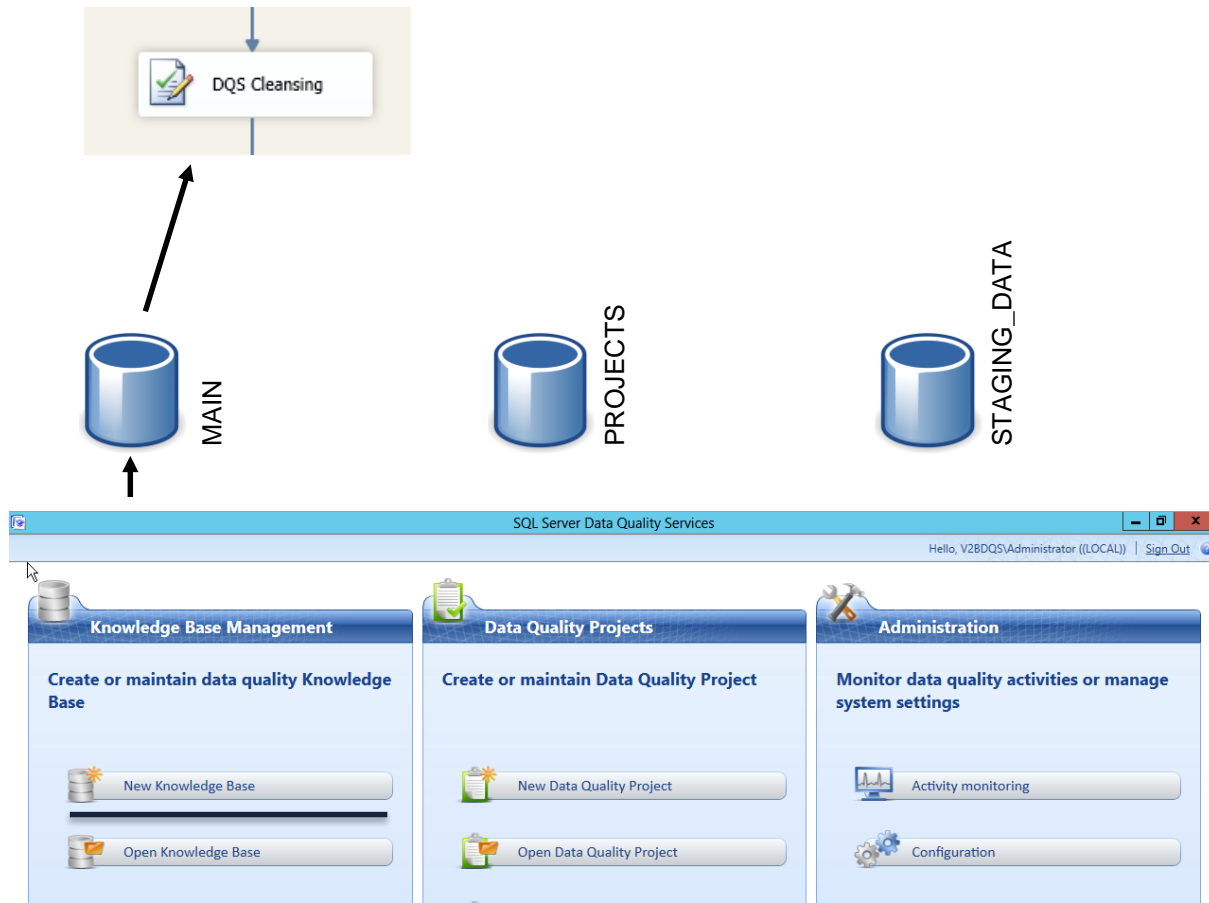 DQS Cleansing
MAIN
PROJECTS
STAGING_DATA
SQL Server Data Quality Services
Hello, V2BDQS\Administrator ((LOCAL)) | Sign Out
Knowledge Base Management
Create or maintain data quality Knowledge
Base
New Knowledge Base
Open Knowledge Base
Data Quality Projects
Create or maintain Data Quality Project
New Data Quality Project
Open Data Quality Project
Administration
Monitor data quality activities or manage
system settings
Activity monitoring
Configuration